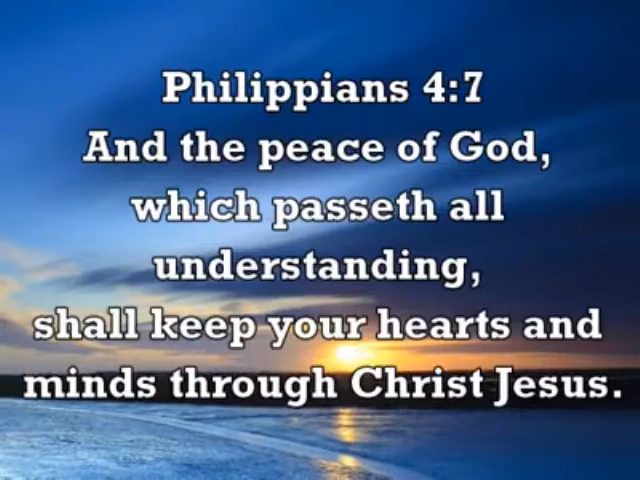 Philippians 4:7
And the peace of God,
which passeth all
understanding,
shall keep your hearts and
minds through Christ Jesus.